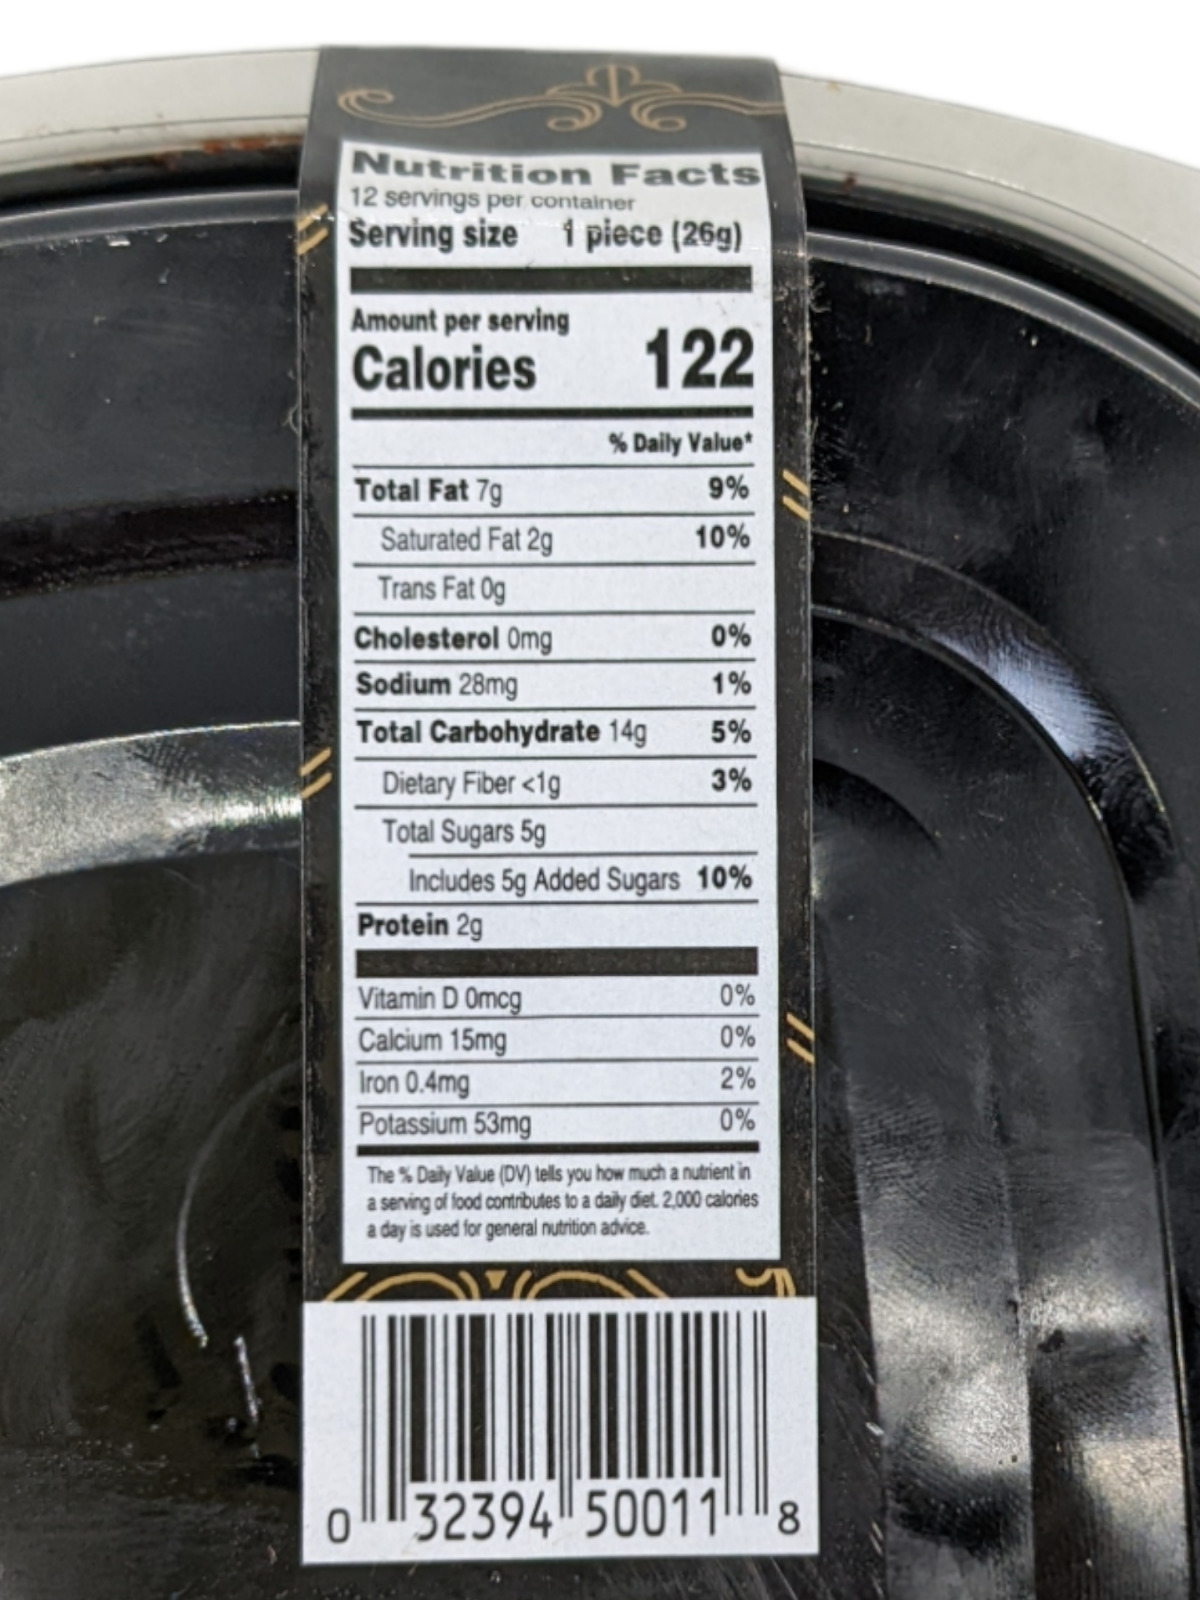 Nutrition Facts
12 servings per container
Serving size 1 piece (26g)
Amount per serving
Calories 122
% Daily Value*
Total Fat 7g 9%
Saturated Fat 2g 10%
Trans Fat 0g
Cholesterol 0mg 0%
Sodium 28mg 1%
Total Carbohydrate 14g 5%
Dietary Fiber <1g 3%
Total Sugars 5g
Includes 5g Added Sugars 10%
Protein 2g
Vitamin D 0mcg 0%
Calcium 15mg 0%
Iron 0.4mg 2%
Potassium 53mg 0%
The % Daily Value (DV) tells you how much a nutrient in
a serving of food contributes to a daily diet. 2,000 calories
a day is used for general nutrition advice.
0 32394 50011 8